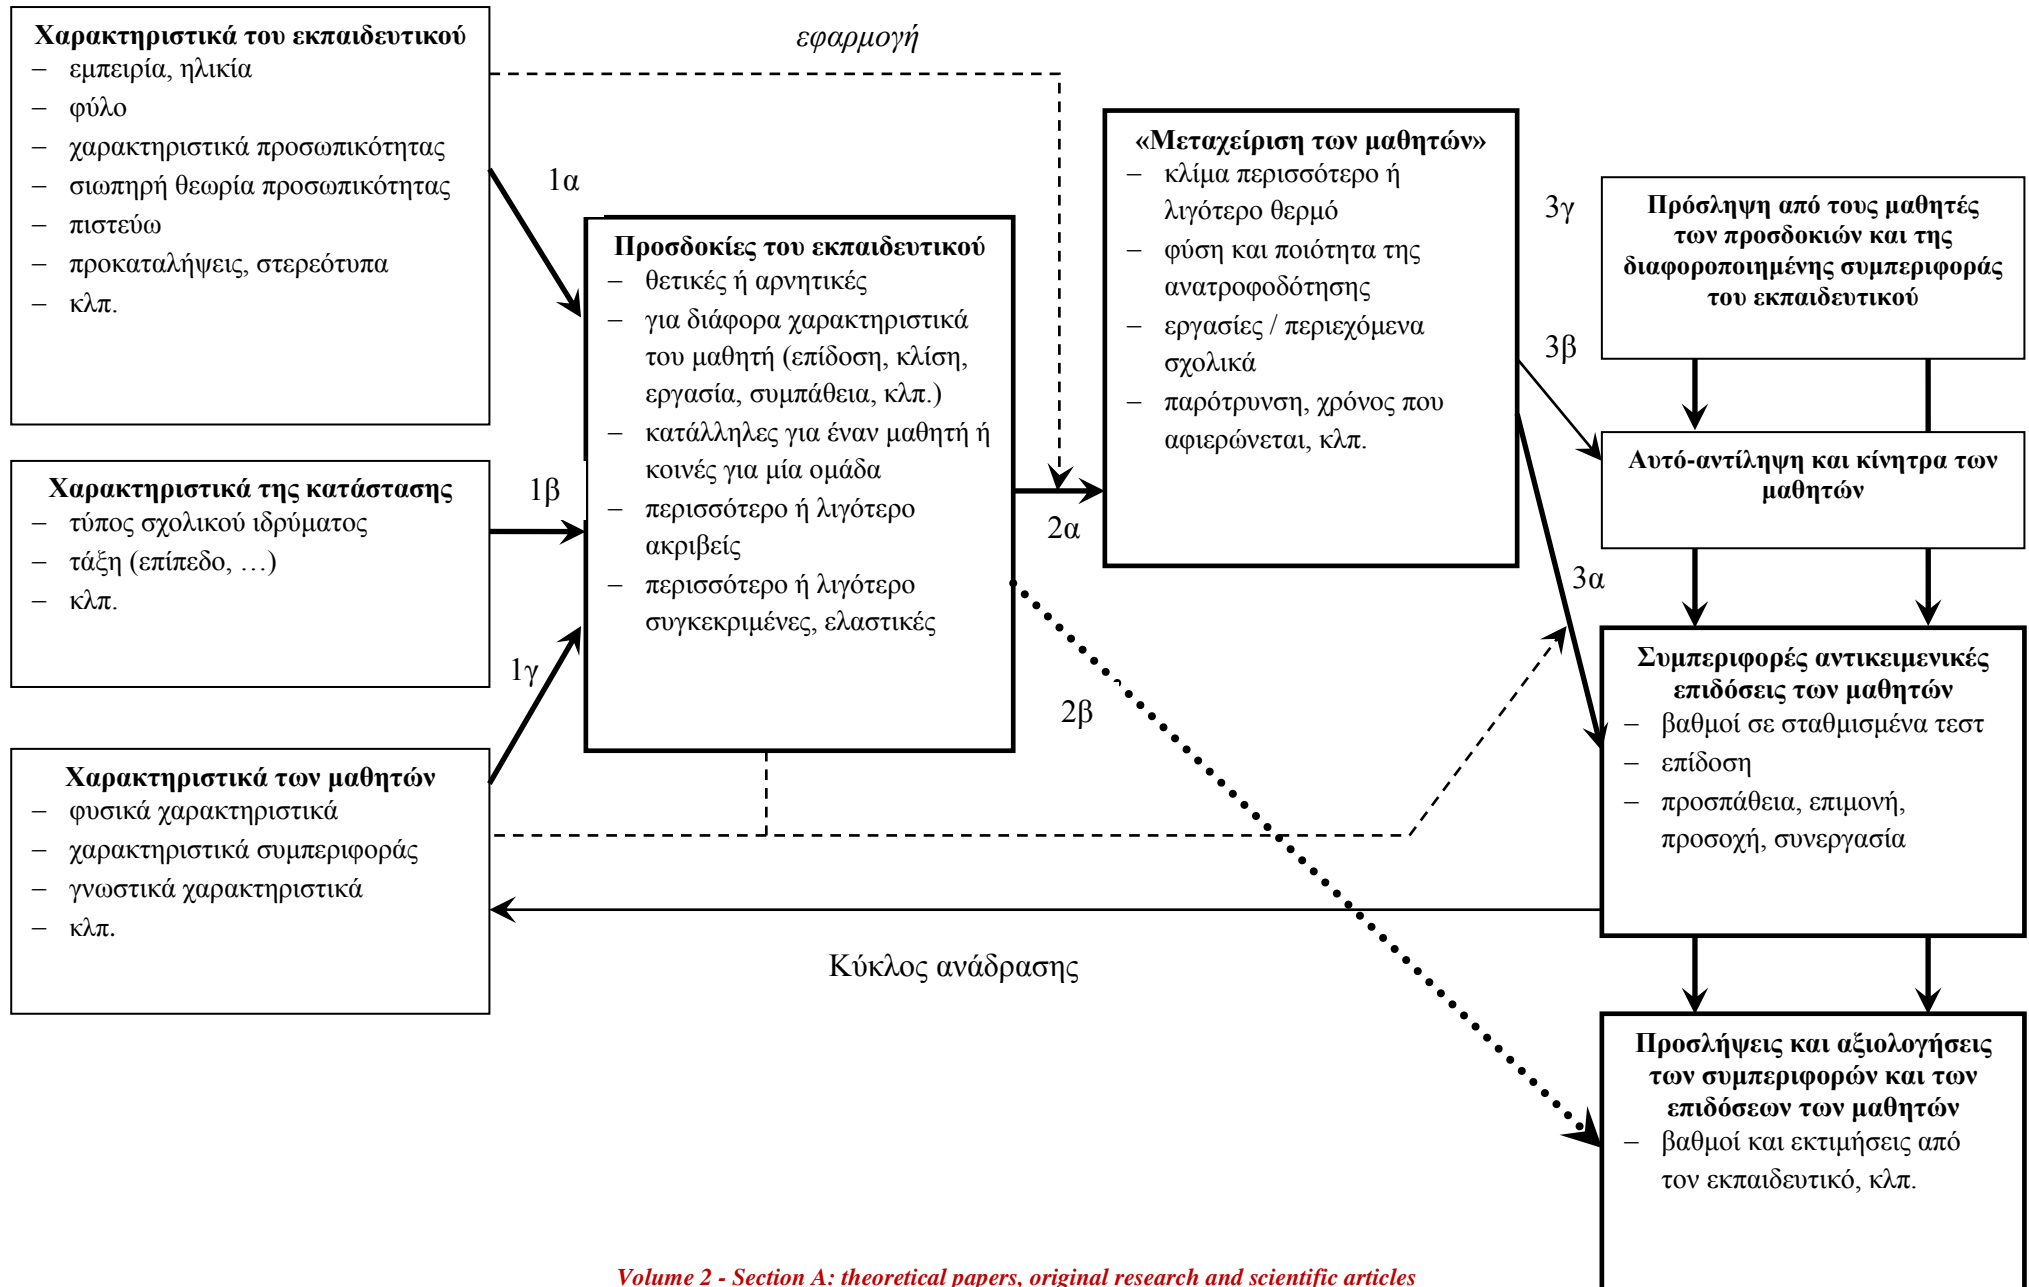 Χαρακτηριστικά του εκπαιδευτικού
– εμπειρία, ηλικία
– φύλο
– χαρακτηριστικά προσωπικότητας
– σιωπηρή θεωρία προσωπικότητας
– πιστεύω
– προκαταλήψεις, στερεότυπα
– κλπ.
εφαρμογή
1α
Χαρακτηριστικά της κατάστασης
– τύπος σχολικού ιδρύματος
– τάξη (επίπεδο, …)
– κλπ.
1β
Χαρακτηριστικά των μαθητών
– φυσικά χαρακτηριστικά
– χαρακτηριστικά συμπεριφοράς
– γνωστικά χαρακτηριστικά
– κλπ.
1γ
Προσδοκίες του εκπαιδευτικού
– θετικές ή αρνητικές
– για διάφορα χαρακτηριστικά
του μαθητή (επίδοση, κλίση,
εργασία, συμπάθεια, κλπ.)
– κατάλληλες για έναν μαθητή ή
κοινές για μία ομάδα
– περισσότερο ή λιγότερο
ακριβείς
– περισσότερο ή λιγότερο
συγκεκριμένες, ελαστικές
2α
2β
«Μεταχείριση των μαθητών»
– κλίμα περισσότερο ή
λιγότερο θερμό
– φύση και ποιότητα της
ανατροφοδότησης
– εργασίες / περιεχόμενα
σχολικά
– παρότρυνση, χρόνος που
αφιερώνεται, κλπ.
3γ
3β
3α
Πρόσληψη από τους μαθητές
των προσδοκιών και της
διαφοροποιημένης συμπεριφοράς
του εκπαιδευτικού
Αυτό-αντίληψη και κίνητρα των
μαθητών
Συμπεριφορές αντικειμενικές
επιδόσεις των μαθητών
– βαθμοί σε σταθμισμένα τεστ
– επίδοση
– προσπάθεια, επιμονή,
προσοχή, συνεργασία
Κύκλος ανάδρασης
Προσλήψεις και αξιολογήσεις
των συμπεριφορών και των
επιδόσεων των μαθητών
– βαθμοί και εκτιμήσεις από
τον εκπαιδευτικό, κλπ.
Volume 2 - Section A: theoretical papers, original research and scientific articles